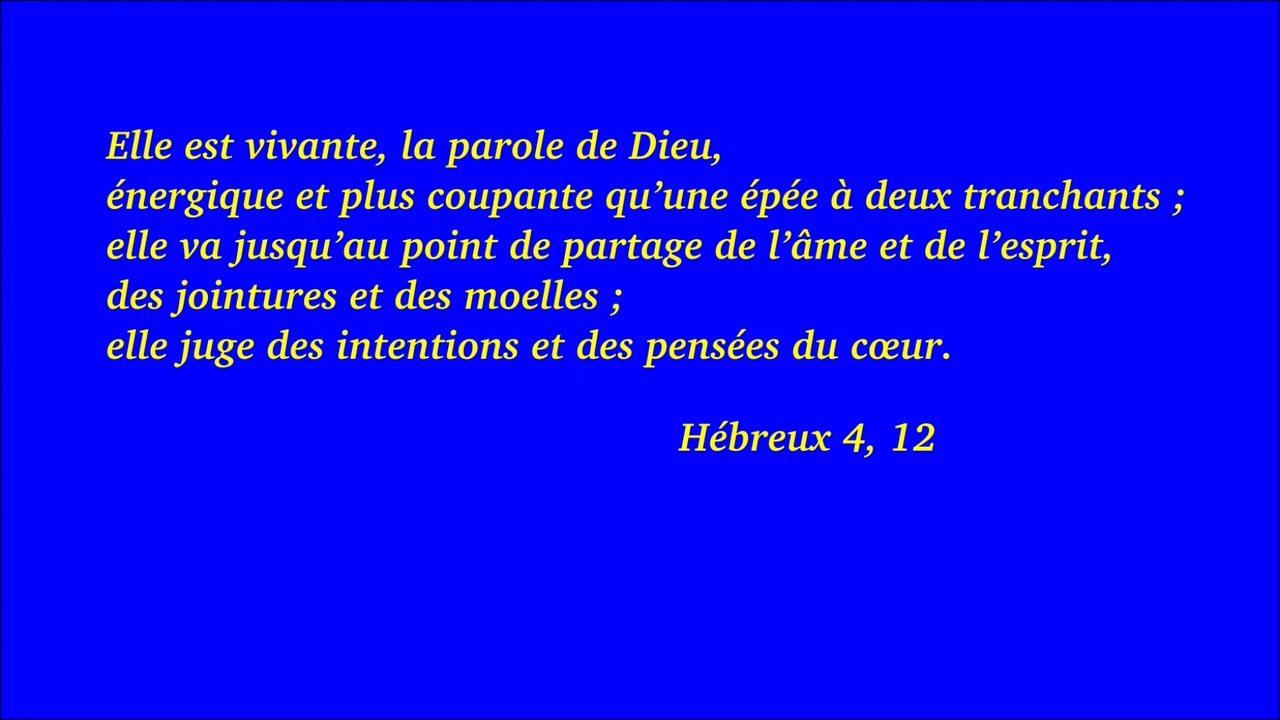 Elle est vivante, la parole de Dieu,
énergique et plus coupante qu’une épée à deux tranchants ;
elle va jusqu’au point de partage de l’âme et de l’esprit,
des jointures et des moelles ;
elle juge des intentions et des pensées du cœur.
Hébreux 4, 12